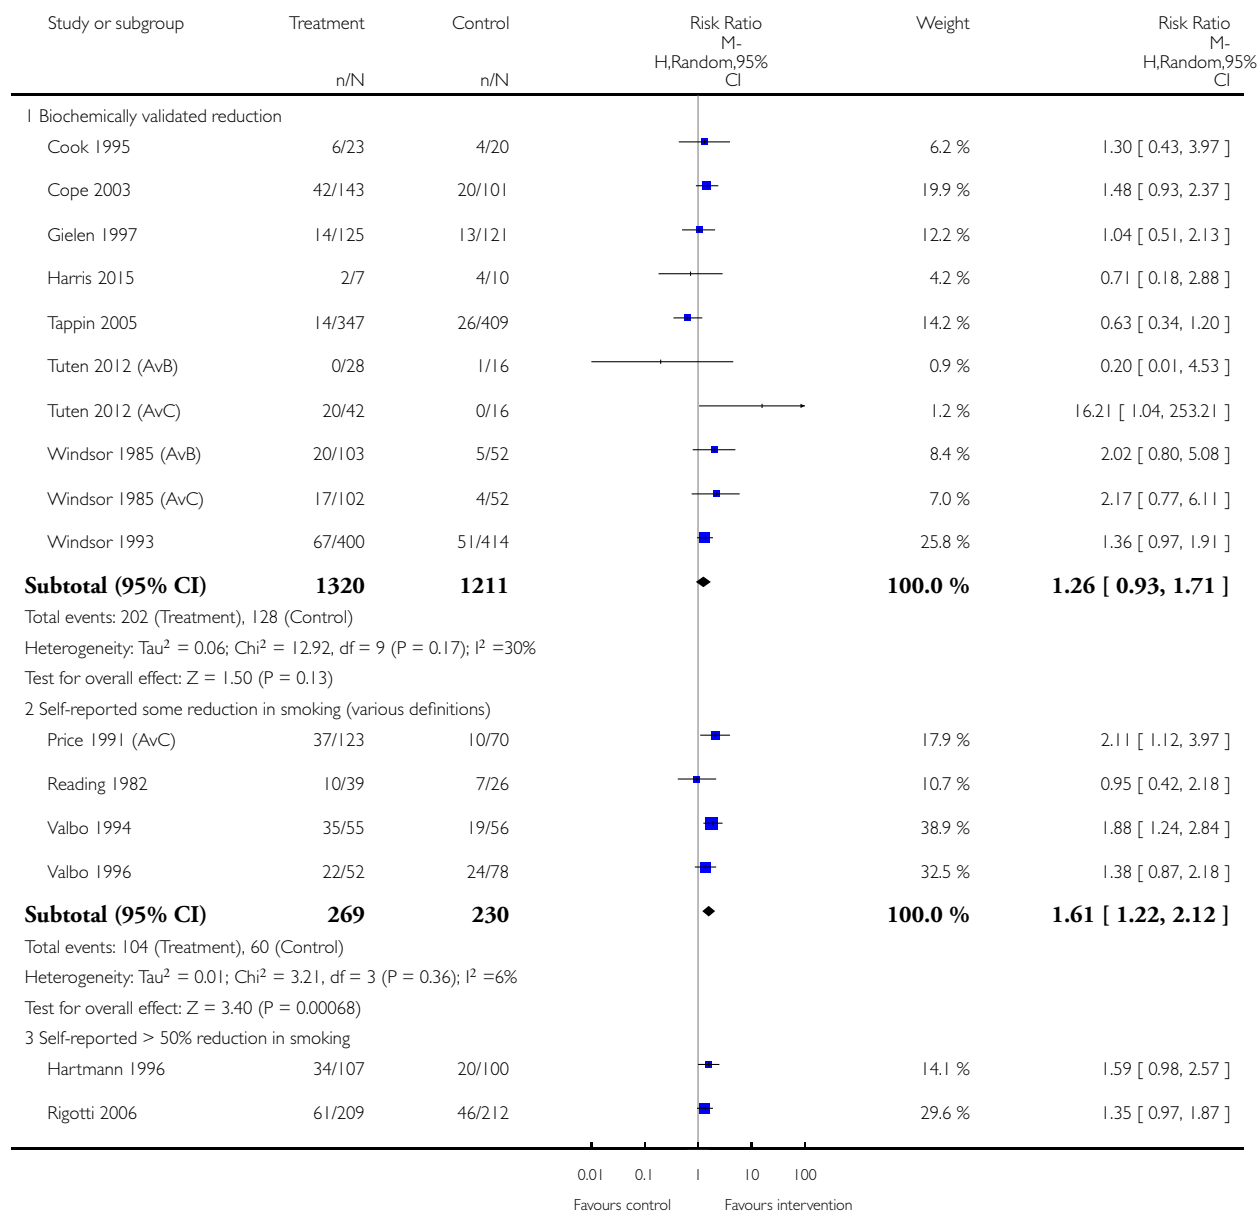 Study or subgroup Treatment Control Risk Ratio Weight Risk Ratio
M- M-
H,Random,95% H,Random,95%
n/N n/N CI CI
1 Biochemically validated reduction
Cook 1995 6/23 4/20 6.2 % 1.30 [ 0.43, 3.97 ]
Cope 2003 42/143 20/101 19.9 % 1.48 [ 0.93, 2.37 ]
Gielen 1997 14/125 13/121 12.2 % 1.04 [ 0.51, 2.13 ]
Harris 2015 2/7 4/10 4.2 % 0.71 [ 0.18, 2.88 ]
Tappin 2005 14/347 26/409 14.2 % 0.63 [ 0.34, 1.20 ]
Tuten 2012 (AvB) 0/28 1/16 0.9 % 0.20 [ 0.01, 4.53 ]
Tuten 2012 (AvC) 20/42 0/16 1.2 % 16.21 [ 1.04, 253.21 ]
Windsor 1985 (AvB) 20/103 5/52 8.4 % 2.02 [ 0.80, 5.08 ]
Windsor 1985 (AvC) 17/102 4/52 7.0 % 2.17 [ 0.77, 6.11 ]
Windsor 1993 67/400 51/414 25.8 % 1.36 [ 0.97, 1.91 ]
Subtotal (95% CI) 1320 1211 100.0 % 1.26 [ 0.93, 1.71 ]
Total events: 202 (Treatment), 128 (Control)
Heterogeneity: Tau² = 0.06; Chi² = 12.92, df = 9 (P = 0.17); I² =30%
Test for overall effect: Z = 1.50 (P = 0.13)
2 Self-reported some reduction in smoking (various definitions)
Price 1991 (AvC) 37/123 10/70 17.9 % 2.11 [ 1.12, 3.97 ]
Reading 1982 10/39 7/26 10.7 % 0.95 [ 0.42, 2.18 ]
Valbo 1994 35/55 19/56 38.9 % 1.88 [ 1.24, 2.84 ]
Valbo 1996 22/52 24/78 32.5 % 1.38 [ 0.87, 2.18 ]
Subtotal (95% CI) 269 230 100.0 % 1.61 [ 1.22, 2.12 ]
Total events: 104 (Treatment), 60 (Control)
Heterogeneity: Tau² = 0.01; Chi² = 3.21, df = 3 (P = 0.36); I² =6%
Test for overall effect: Z = 3.40 (P = 0.00068)
3 Self-reported > 50% reduction in smoking
Hartmann 1996 34/107 20/100 14.1 % 1.59 [ 0.98, 2.57 ]
Rigotti 2006 61/209 46/212 29.6 % 1.35 [ 0.97, 1.87 ]
0.01 0.1 1 10 100
Favours control Favours intervention